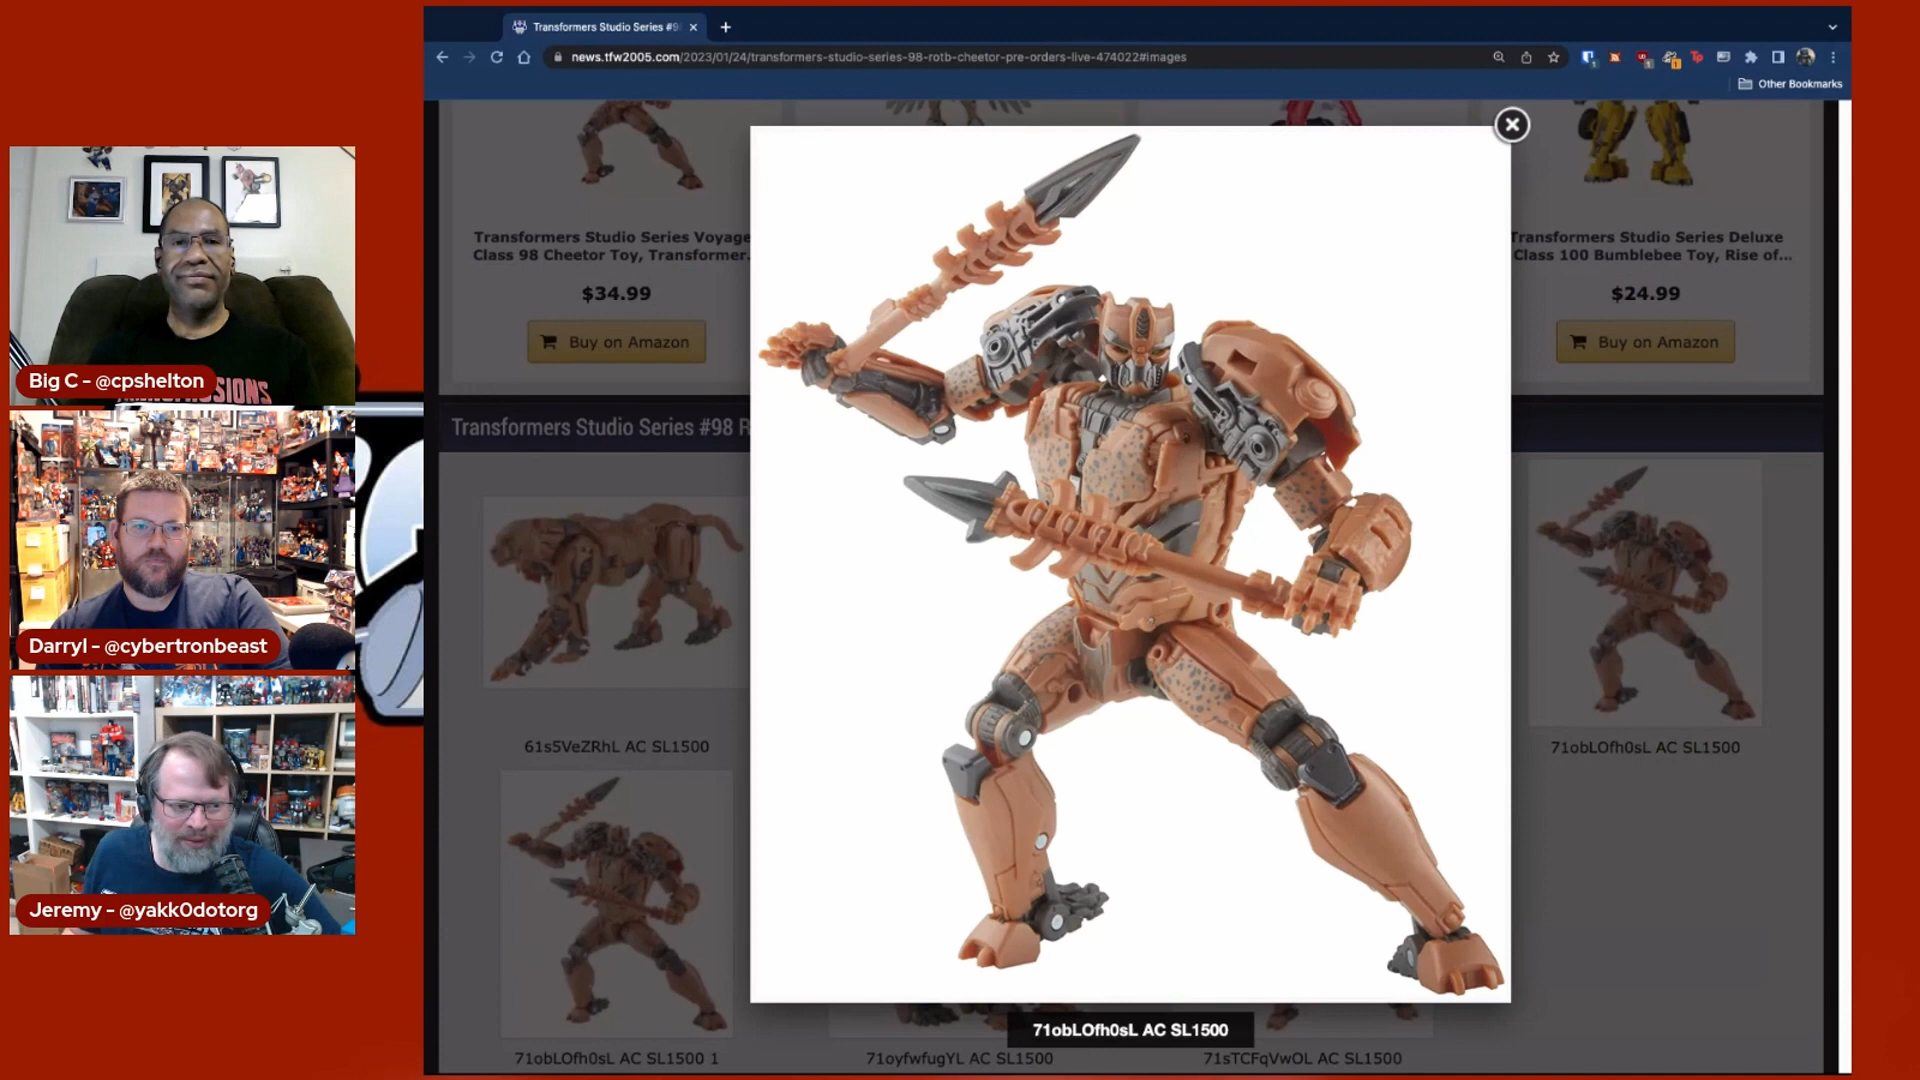 Transformers Studio Series #9
news.tfw2005.com/2023/01/24/transformers-studio-series-98-rotb-cheetor-pre-orders-live-474022#images
Other Bookmarks
Transformers Studio Series Voyage
Class 98 Cheetor Toy, Transformer...
$34.99
Buy on Amazon
Transformers Studio Series Deluxe
Class 100 Bumblebee Toy, Rise of...
$24.99
Buy on Amazon
Transformers Studio Series #98 R
61s5VeZRhL AC SL1500
71obLOfh0sL AC SL1500
71obLOfh0sL AC SL1500
71obLOfh0sL AC SL1500 1
71oyfwfugYL AC SL1500
71sTCFqVwOL AC SL1500
Big C - @cpshelton
SIONS
Darryl - @cybertronbeast
Jeremy - @yakk0dotorg